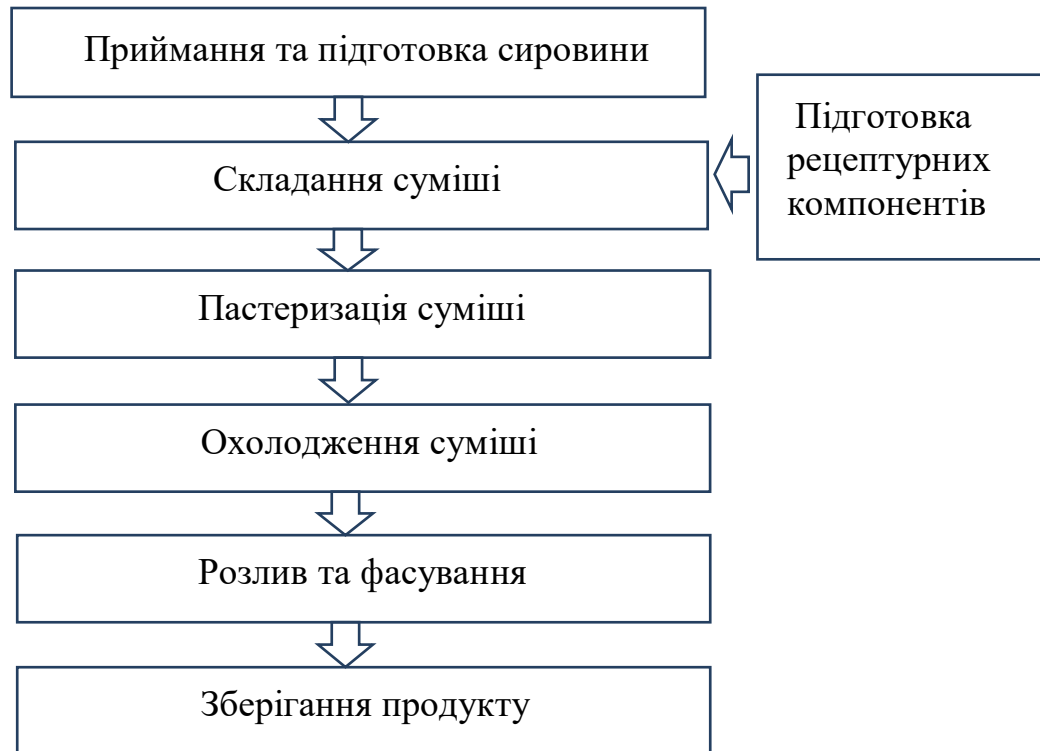 Приймання та підготовка сировини
Складання суміші
Підготовка
рецептурних
компонентів
Пастеризація суміші
Охолодження суміші
Розлив та фасування
Зберігання продукту